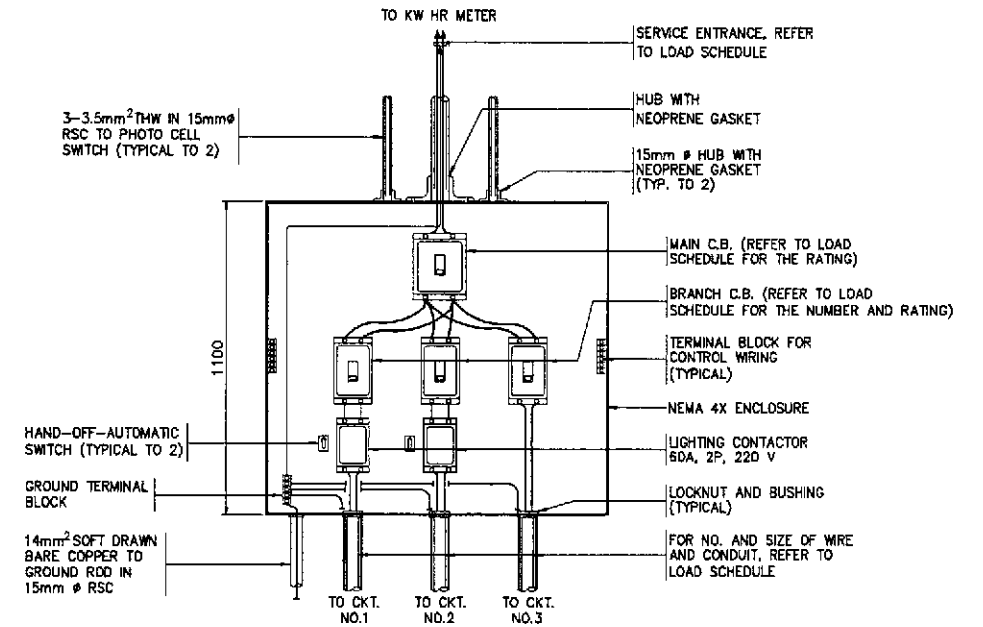 TO KW HR METER
SERVICE ENTRANCE, REFER
TO LOAD SCHEDULE
HUB WITH
NEOPRENE GASKET
3-3.5mm² THW IN 15mmø
RSC TO PHOTO CELL
SWITCH (TYPICAL TO 2)
15mm ø HUB WITH
NEOPRENE GASKET
(TYP. TO 2)
MAIN C.B. (REFER TO LOAD
SCHEDULE FOR THE RATING)
BRANCH C.B. (REFER TO LOAD
SCHEDULE FOR THE NUMBER AND RATING)
1100
TERMINAL BLOCK FOR
CONTROL WIRING
(TYPICAL)
NEMA 4X ENCLOSURE
HAND-OFF-AUTOMATIC
SWITCH (TYPICAL TO 2)
LIGHTING CONTACTOR
60A, 2P, 220 V
GROUND TERMINAL
BLOCK
LOCKNUT AND BUSHING
(TYPICAL)
14mm² SOFT DRAWN
BARE COPPER TO
GROUND ROD IN
15mm ø RSC
FOR NO. AND SIZE OF WIRE
AND CONDUIT, REFER TO
LOAD SCHEDULE
TO CKT.
NO.1
TO CKT.
NO.2
TO CKT.
NO.3